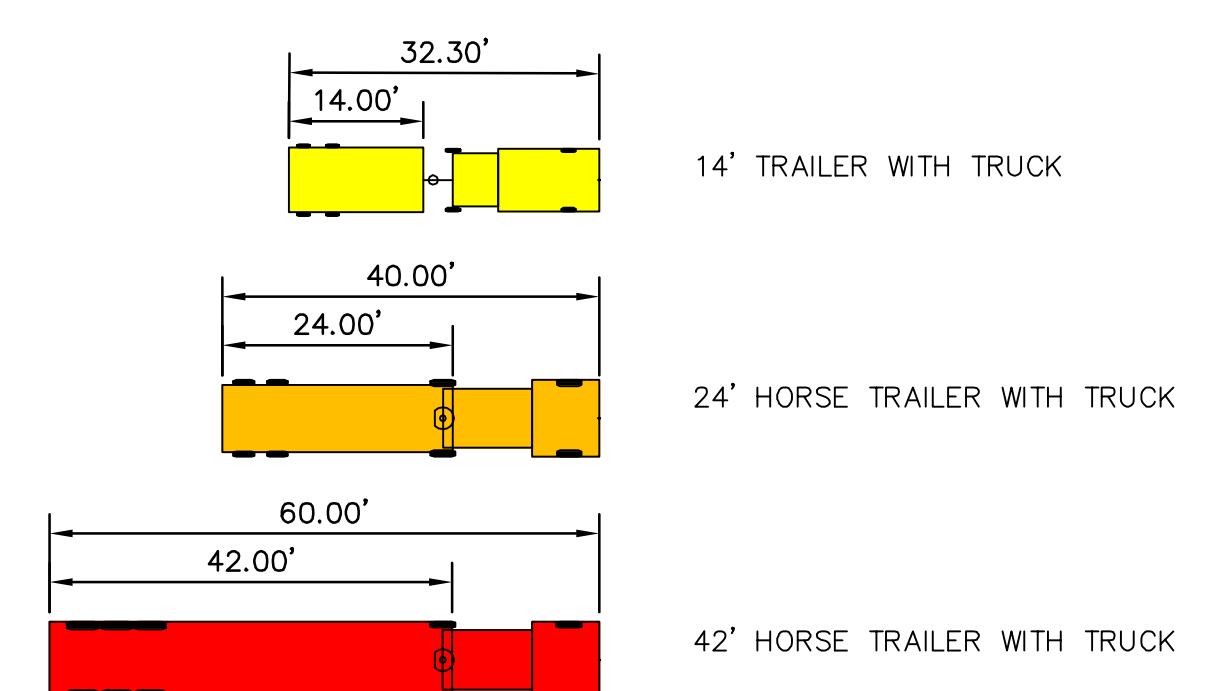 32.30'
14.00'
14' TRAILER WITH TRUCK
40.00'
24.00'
24' HORSE TRAILER WITH TRUCK
60.00'
42.00'
42' HORSE TRAILER WITH TRUCK